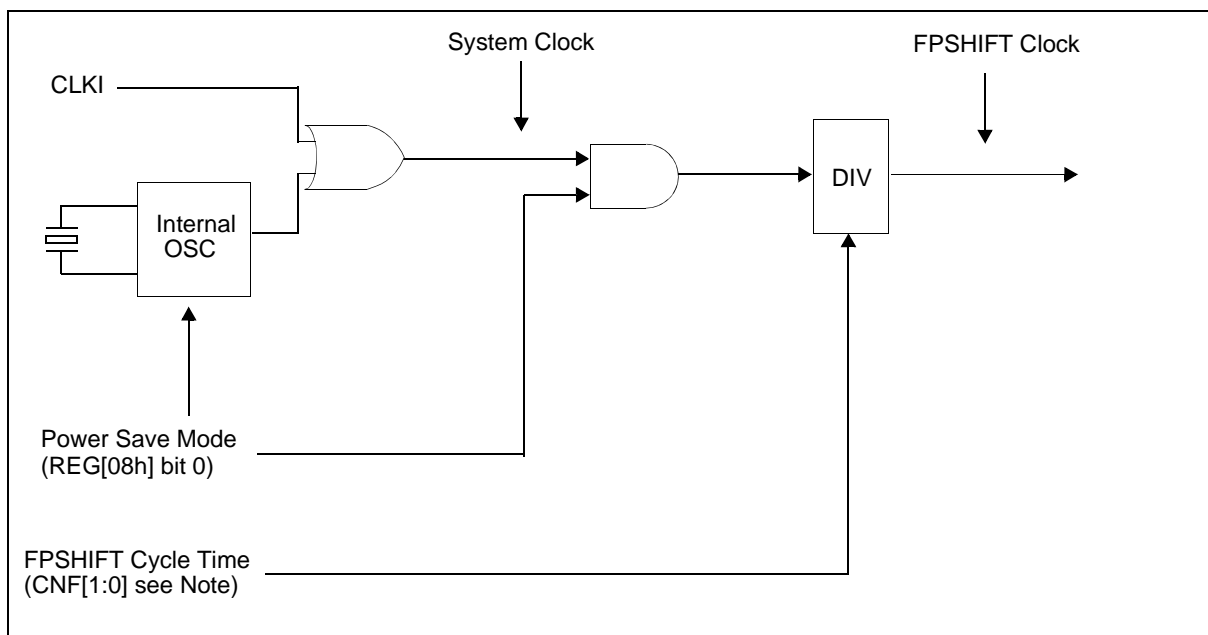 System Clock
FPSHIFT Clock
CLKI
DIV
Internal
OSC
Power Save Mode
(REG[08h] bit 0)
FPSHIFT Cycle Time
(CNF[1:0] see Note)